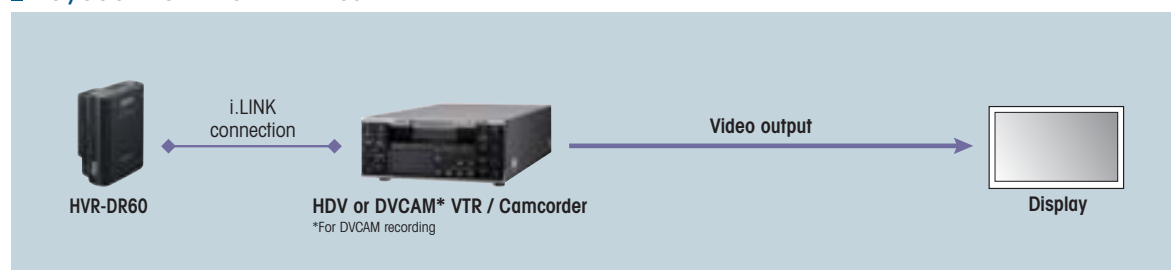 i.LINK
connection
Video output
HVR-DR60
HDV or DVCAM* VTR / Camcorder
*For DVCAM recording
Display